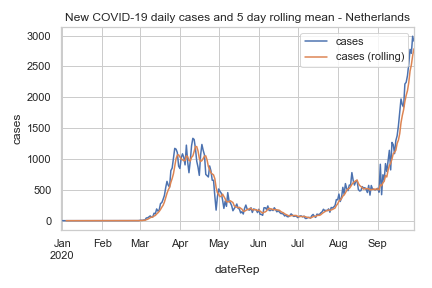 New COVID-19 daily cases and 5 day rolling mean - Netherlands
cases
cases (rolling)
3000
2500
2000
1500
1000
500
0
cases
Jan
2020
Feb
Mar
Apr
May
Jun
Jul
Aug
Sep
dateRep